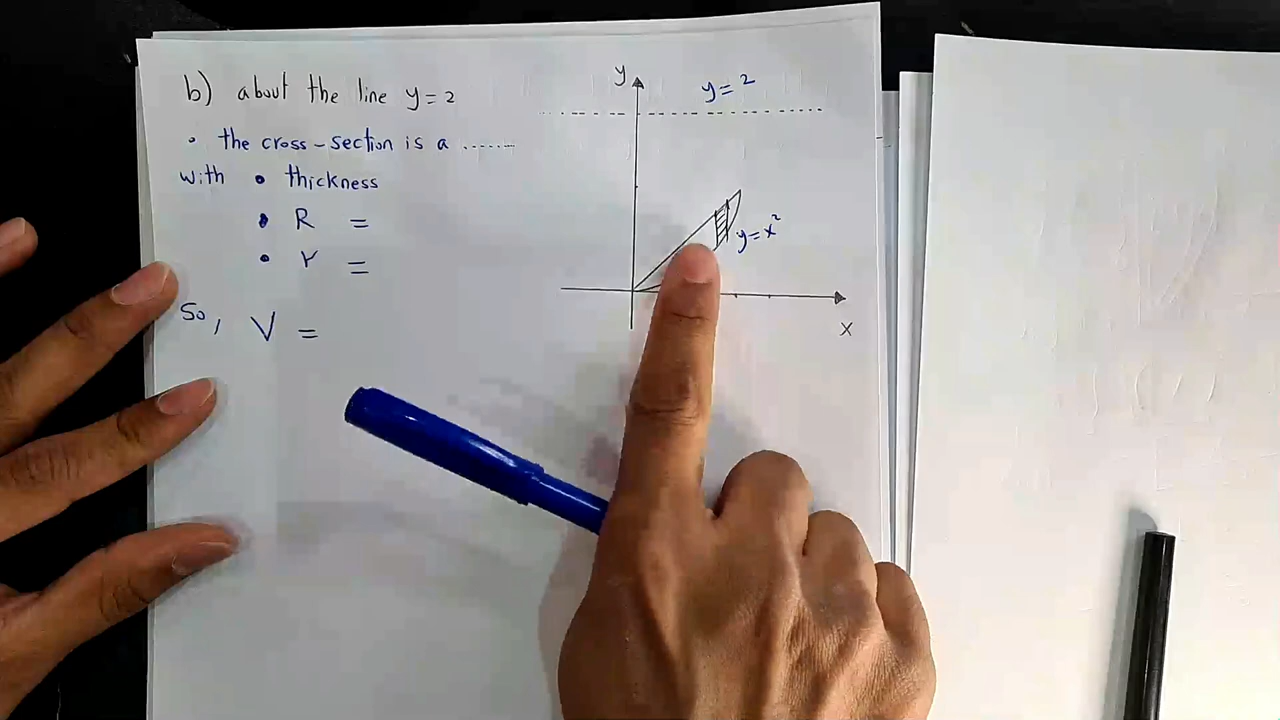 b) about the line y = 2
• the cross-section is a .......
with • thickness
• R =
• r =
So, V =
y
y = 2
y = x²
x